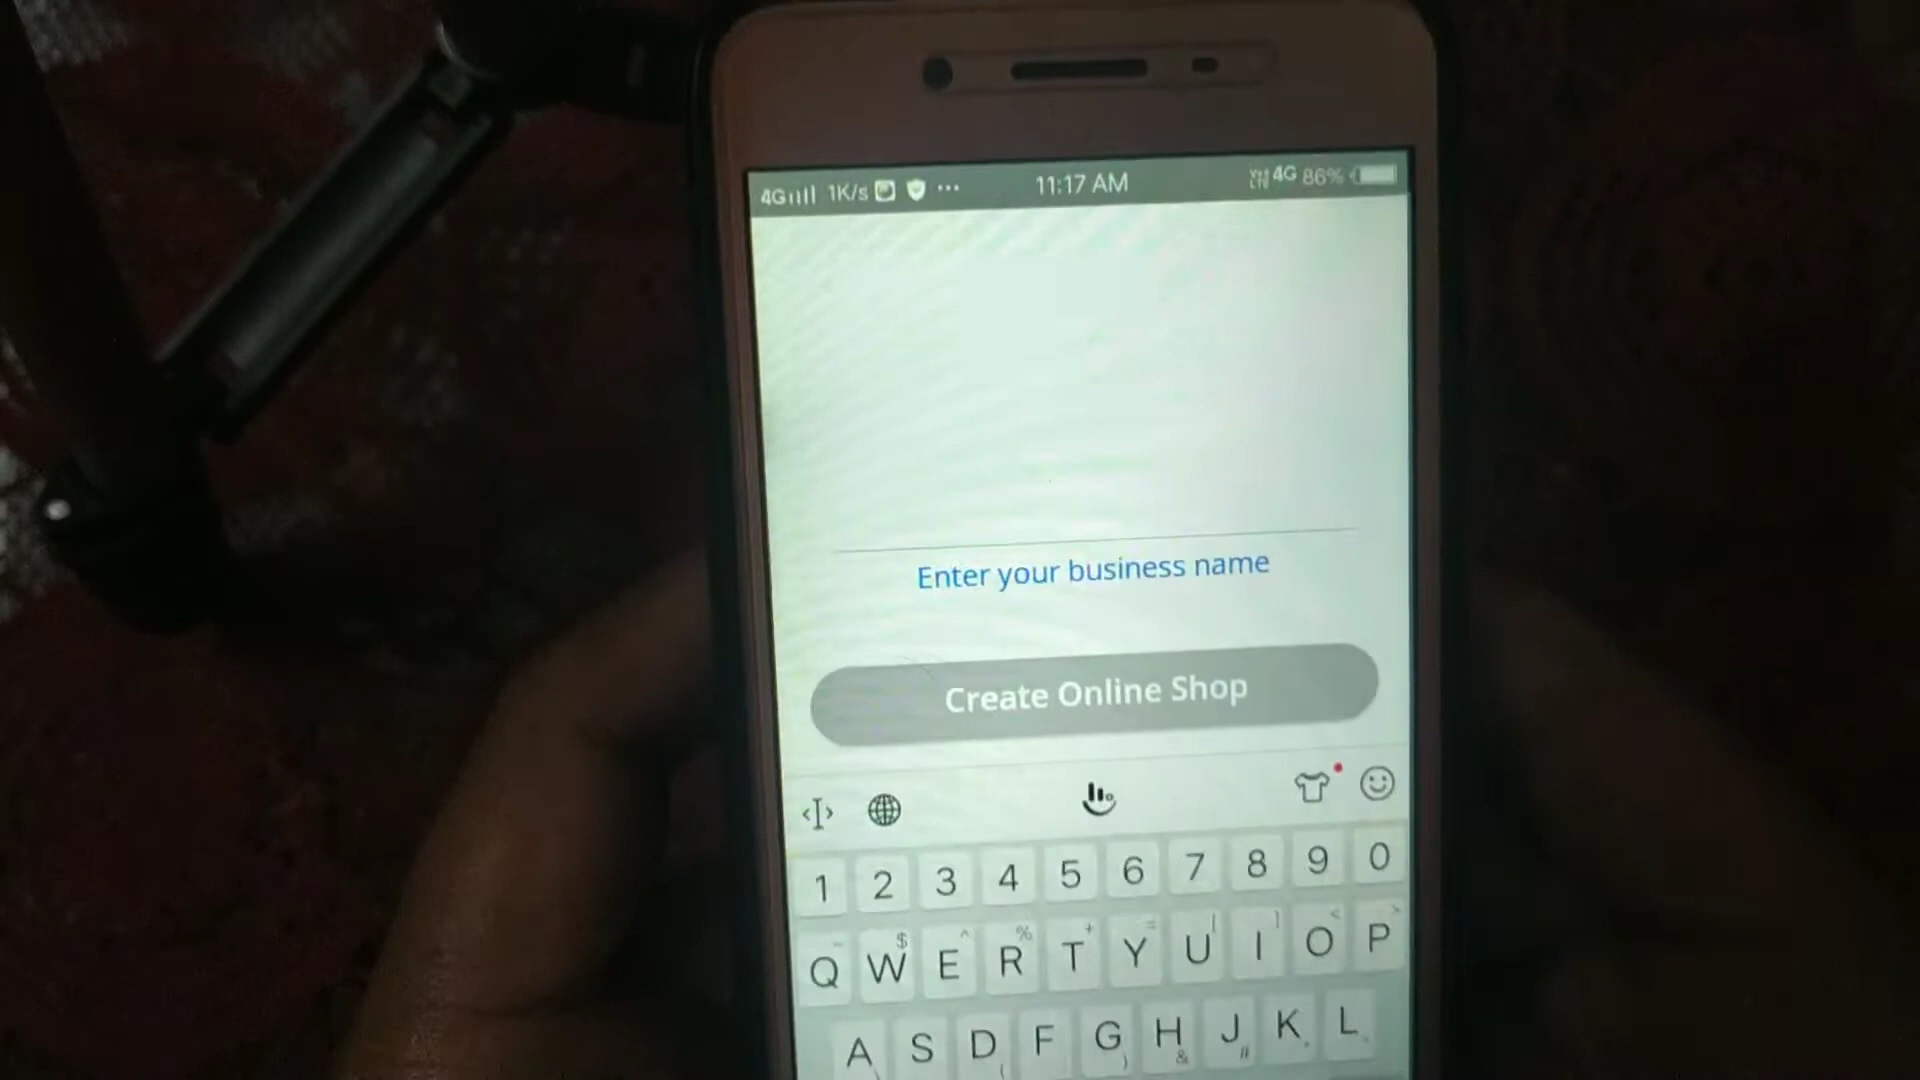 4G 1K/s ... 11:17 AM 4G 86%
Enter your business name
Create Online Shop
1 2 3 4 5 6 7 8 9 0
$ ^ % + = [ ] < >
Q W E R T Y U I O P
A S D F G H J K L